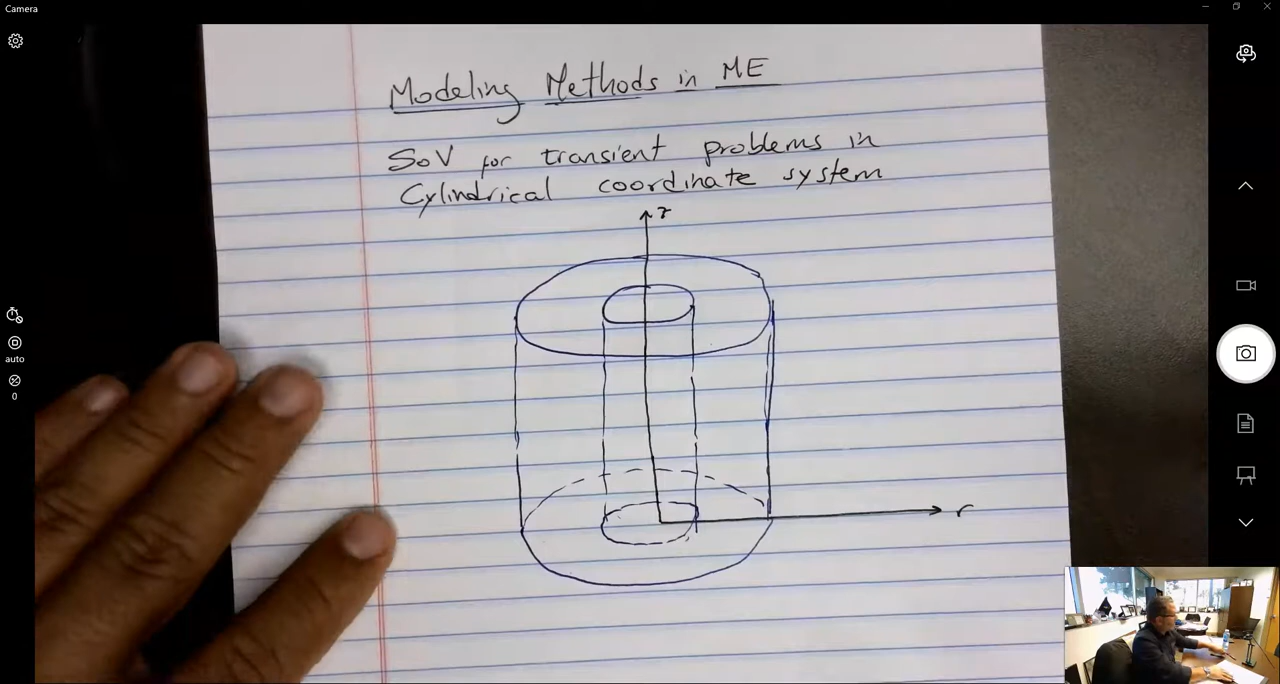 Camera
Modeling Methods in ME
SoV for transient problems in
Cylindrical coordinate system
z
r
auto
0